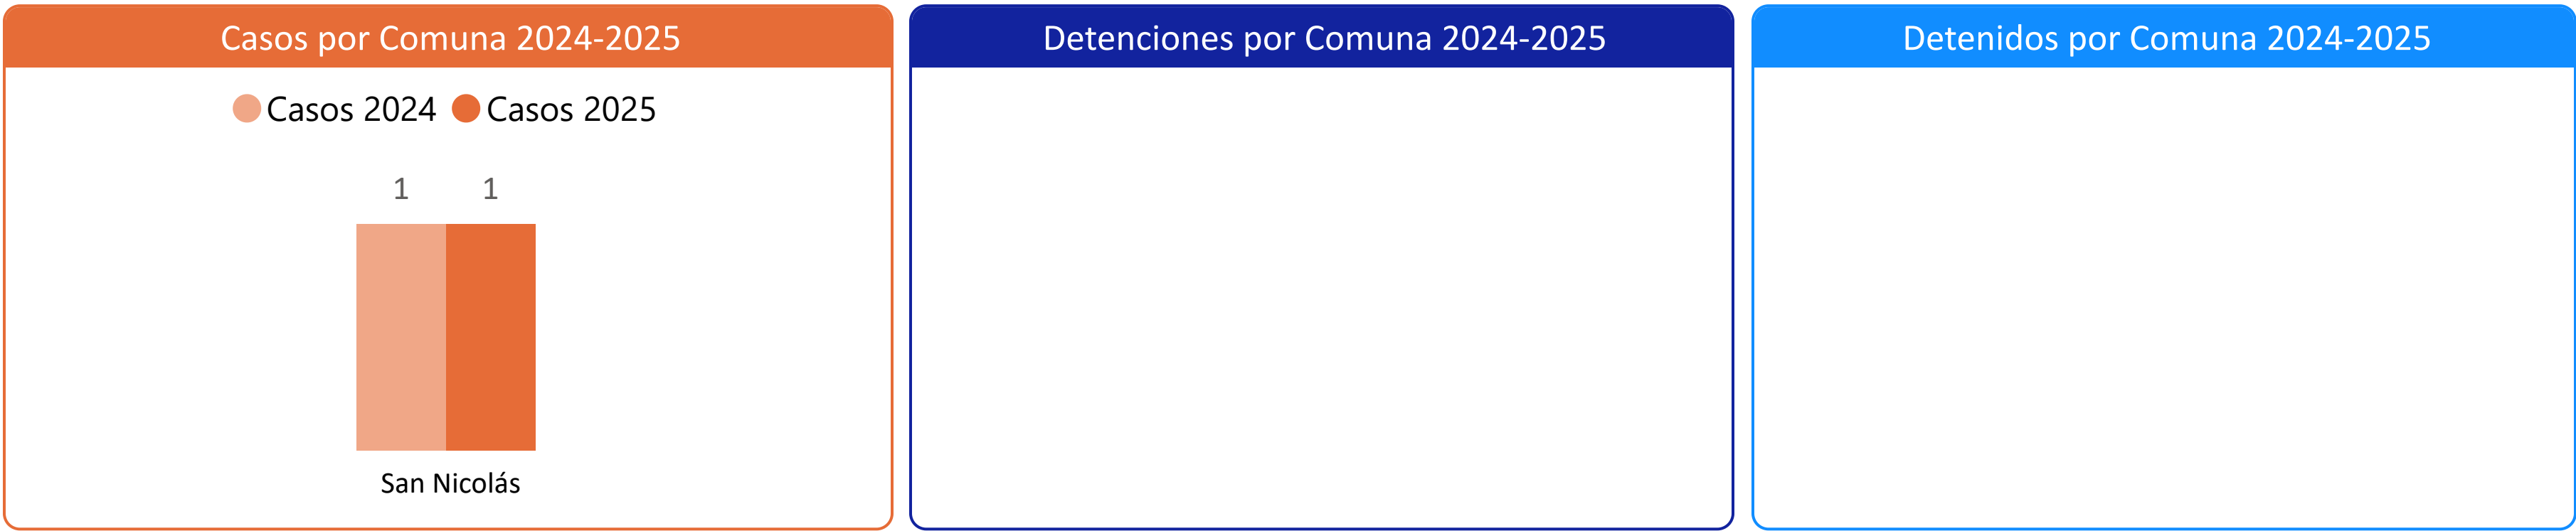 Casos por Comuna 2024-2025
Casos 2024 Casos 2025
1 1
San Nicolás
Detenciones por Comuna 2024-2025
Detenidos por Comuna 2024-2025